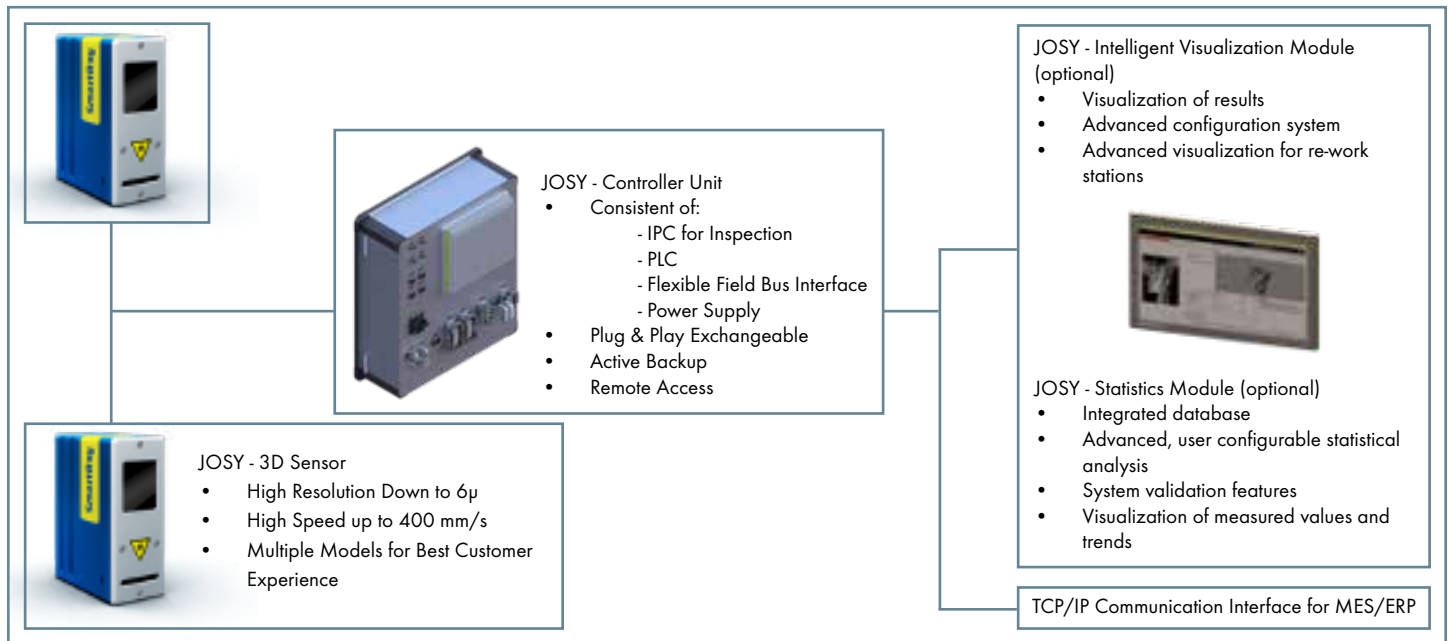 SmartRay
JOSY - Controller Unit
• Consistent of:
- IPC for Inspection
- PLC
- Flexible Field Bus Interface
- Power Supply
• Plug & Play Exchangeable
• Active Backup
• Remote Access
SmartRay
JOSY - 3D Sensor
• High Resolution Down to 6µ
• High Speed up to 400 mm/s
• Multiple Models for Best Customer
Experience
JOSY - Intelligent Visualization Module
(optional)
• Visualization of results
• Advanced configuration system
• Advanced visualization for re-work
stations
JOSY - Statistics Module (optional)
• Integrated database
• Advanced, user configurable statistical
analysis
• System validation features
• Visualization of measured values and
trends
TCP/IP Communication Interface for MES/ERP